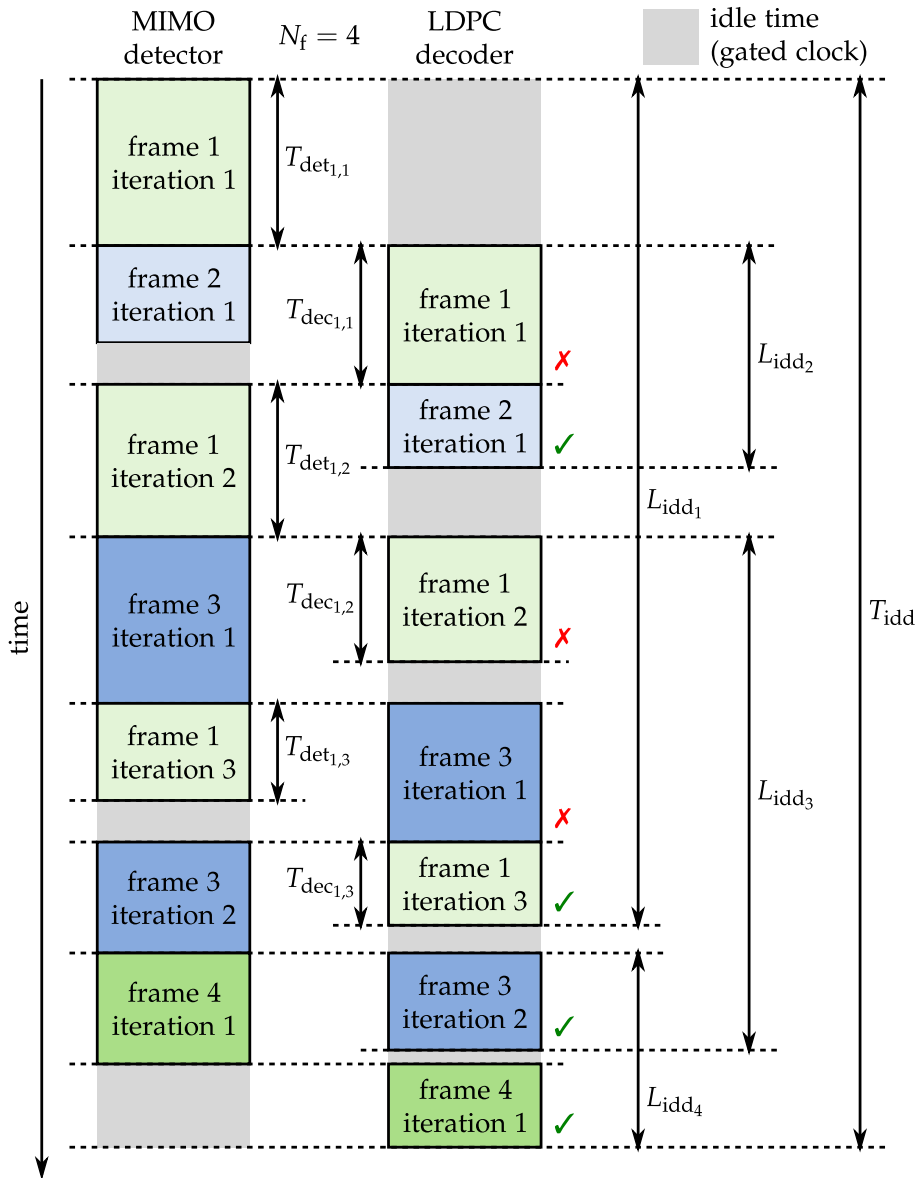 MIMO
detector
N_f = 4
LDPC
decoder
idle time
(gated clock)
frame 1
iteration 1
T_det1,1
frame 2
iteration 1
T_dec1,1
frame 1
iteration 1
✗
L_idd2
frame 1
iteration 2
T_det1,2
frame 2
iteration 1
✓
L_idd1
time
frame 3
iteration 1
T_dec1,2
frame 1
iteration 2
✗
T_idd
frame 1
iteration 3
T_det1,3
frame 3
iteration 1
✗
L_idd3
frame 3
iteration 2
T_dec1,3
frame 1
iteration 3
✓
frame 4
iteration 1
frame 3
iteration 2
✓
frame 4
iteration 1
✓
L_idd4